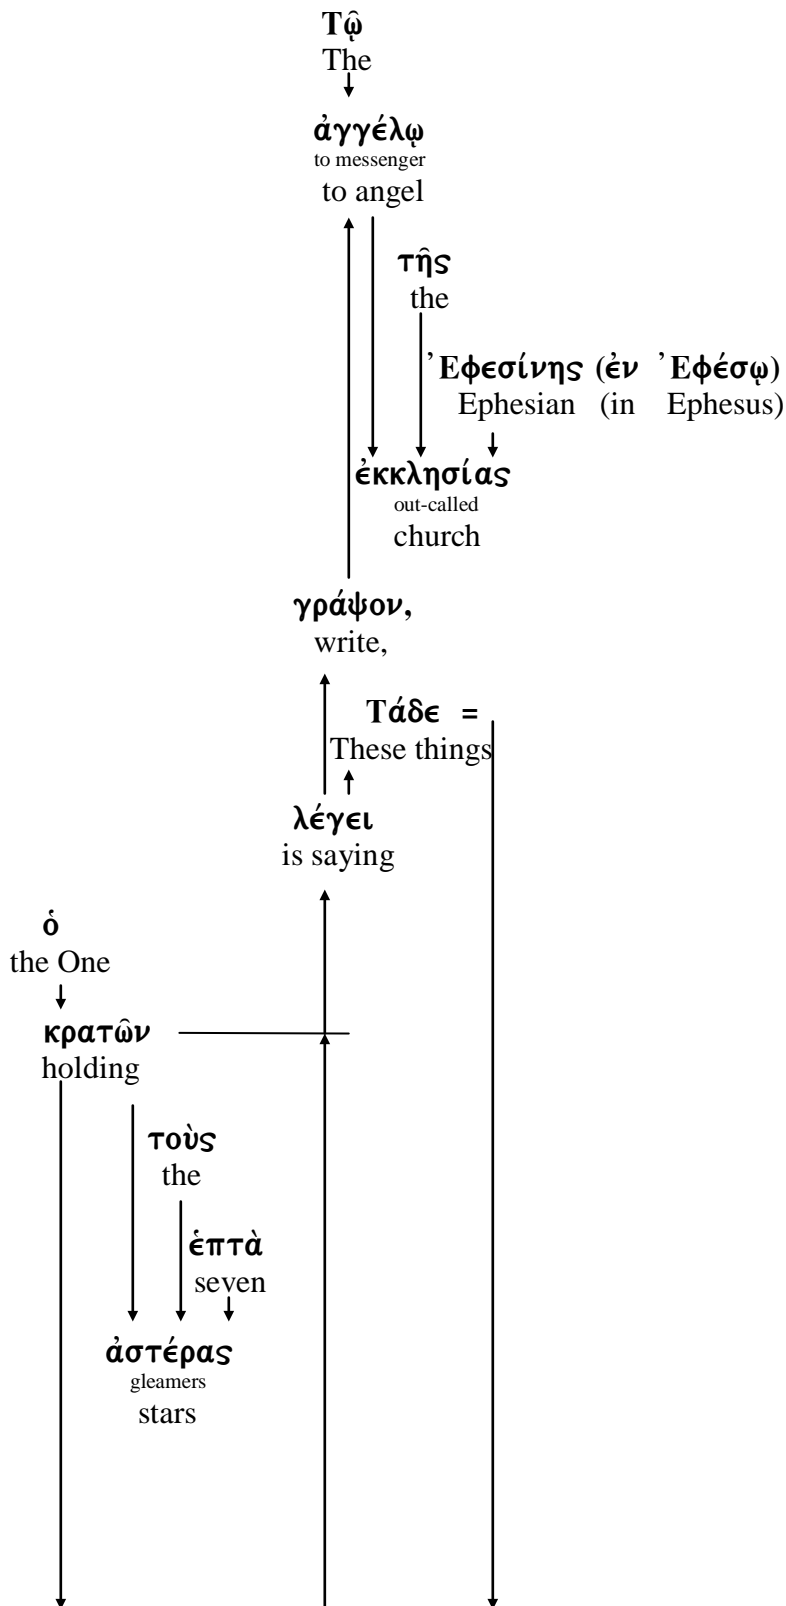 Τῷ
The
ἀγγέλῳ
to messenger
to angel
τῆς
the
Ἐφεσίνης (ἐν Ἐφέσῳ)
Ephesian (in Ephesus)
ἐκκλησίας
out-called
church
γράψον,
write,
Τάδε =
These things
λέγει
is saying
ὁ
the One
κρατῶν
holding
τοὺς
the
ἑπτὰ
seven
ἀστέρας
gleamers
stars